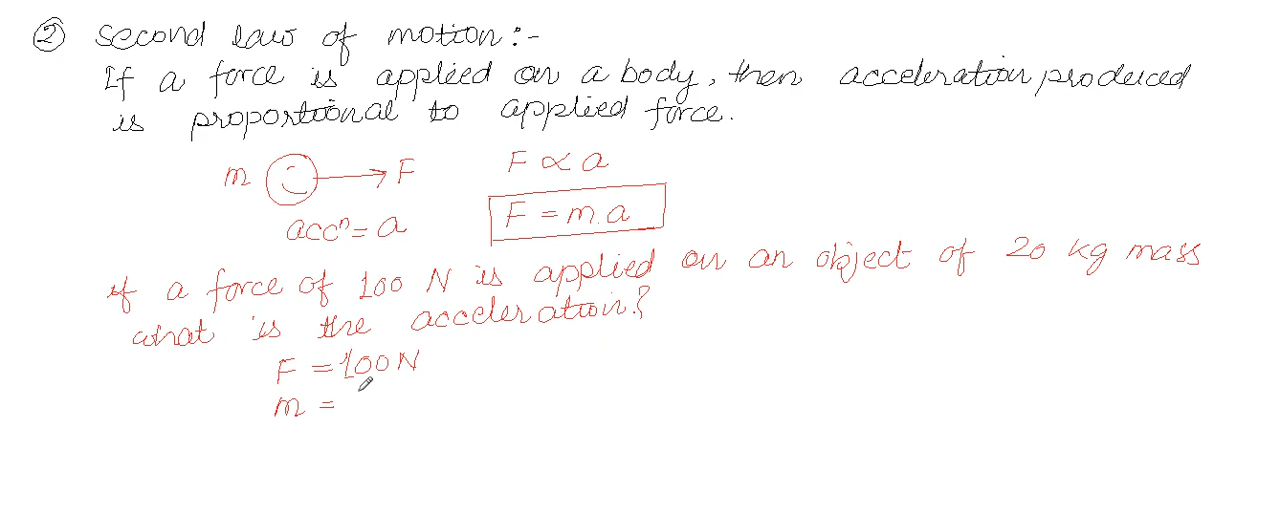 ② Second law of motion :-
If a force is applied on a body, then acceleration produced
is proportional to applied force.
m → F F ∝ a
accⁿ = a F = m.a
if a force of 100 N is applied on an object of 20 kg mass
what is the acceleration?
F = 100 N
m =